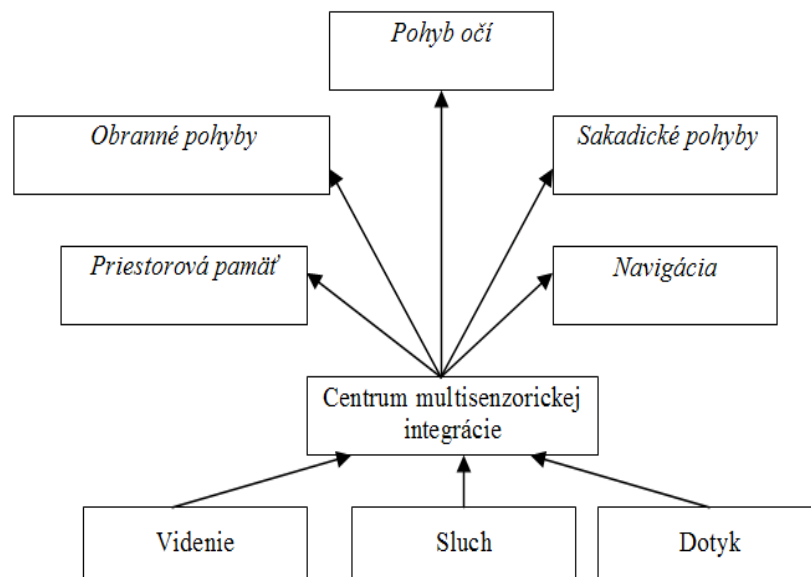 Pohyb očí
Obranné pohyby
Sakadické pohyby
Priestorová pamäť
Navigácia
Centrum multisenzorickej
integrácie
Videnie
Sluch
Dotyk